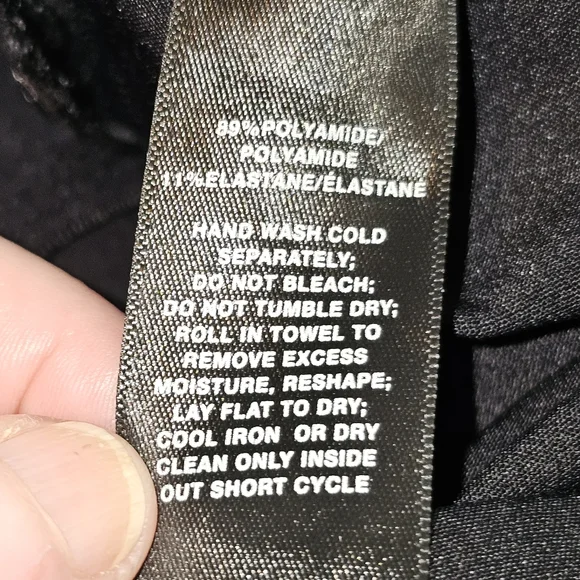 89%POLYAMIDE/
POLYAMIDE
11%ELASTANE/ÉLASTANE
HAND WASH COLD
SEPARATELY;
DO NOT BLEACH;
DO NOT TUMBLE DRY;
ROLL IN TOWEL TO
REMOVE EXCESS
MOISTURE, RESHAPE;
LAY FLAT TO DRY;
COOL IRON OR DRY
CLEAN ONLY INSIDE
OUT SHORT CYCLE